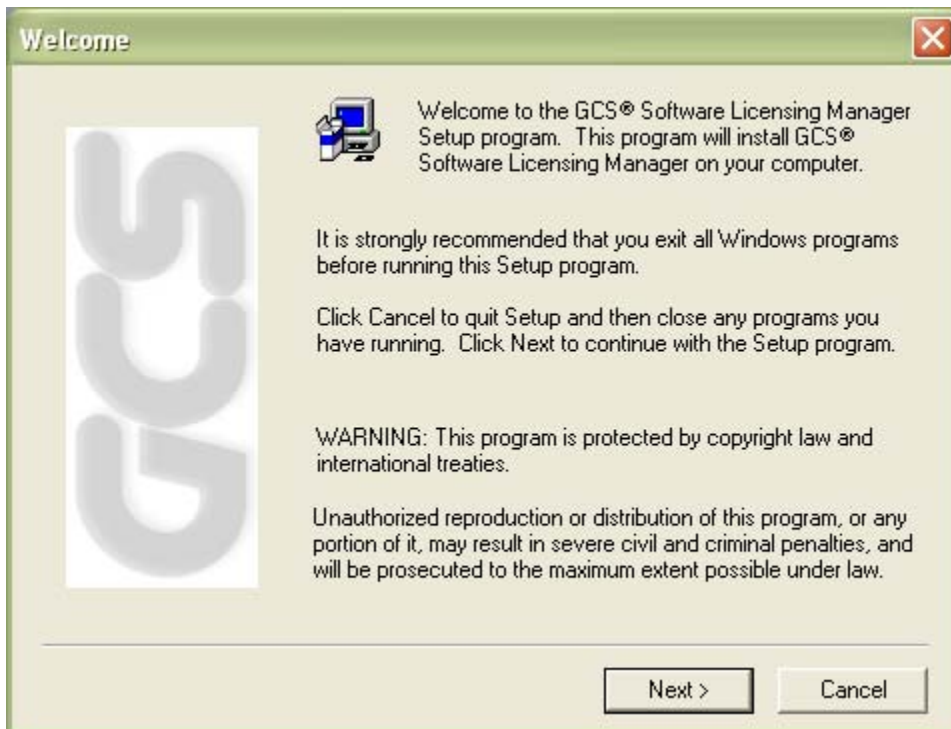 Welcome
GCS
Welcome to the GCS® Software Licensing Manager
Setup program.  This program will install GCS®
Software Licensing Manager on your computer.
It is strongly recommended that you exit all Windows programs
before running this Setup program.
Click Cancel to quit Setup and then close any programs you
have running.  Click Next to continue with the Setup program.
WARNING: This program is protected by copyright law and
international treaties.
Unauthorized reproduction or distribution of this program, or any
portion of it, may result in severe civil and criminal penalties, and
will be prosecuted to the maximum extent possible under law.
Next >
Cancel